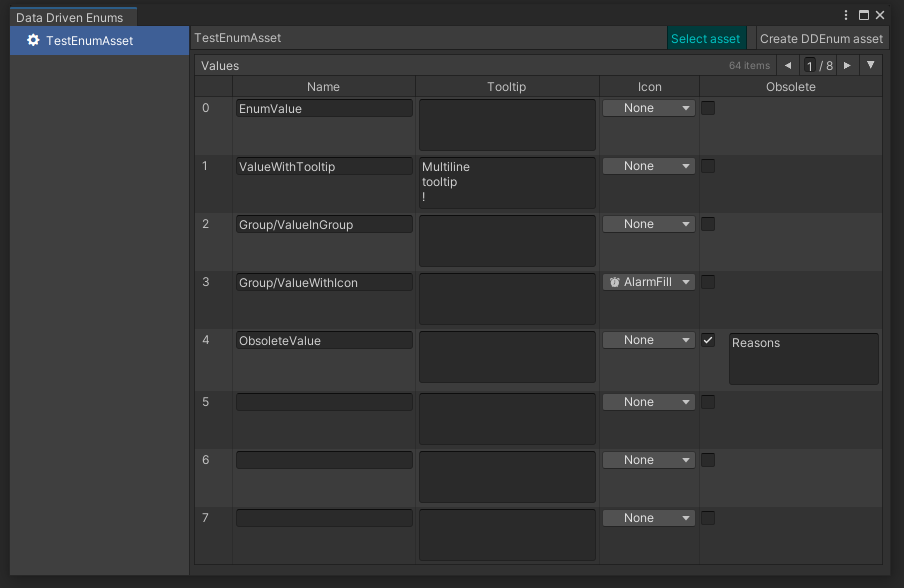 Data Driven Enums
TestEnumAsset
TestEnumAsset
Select asset
Create DDEnum asset
Values
64 items
1 / 8
Name
Tooltip
Icon
Obsolete
0
EnumValue
None
1
ValueWithTooltip
Multiline
tooltip
!
None
2
Group/ValueInGroup
None
3
Group/ValueWithIcon
AlarmFill
4
ObsoleteValue
None
Reasons
5
None
6
None
7
None